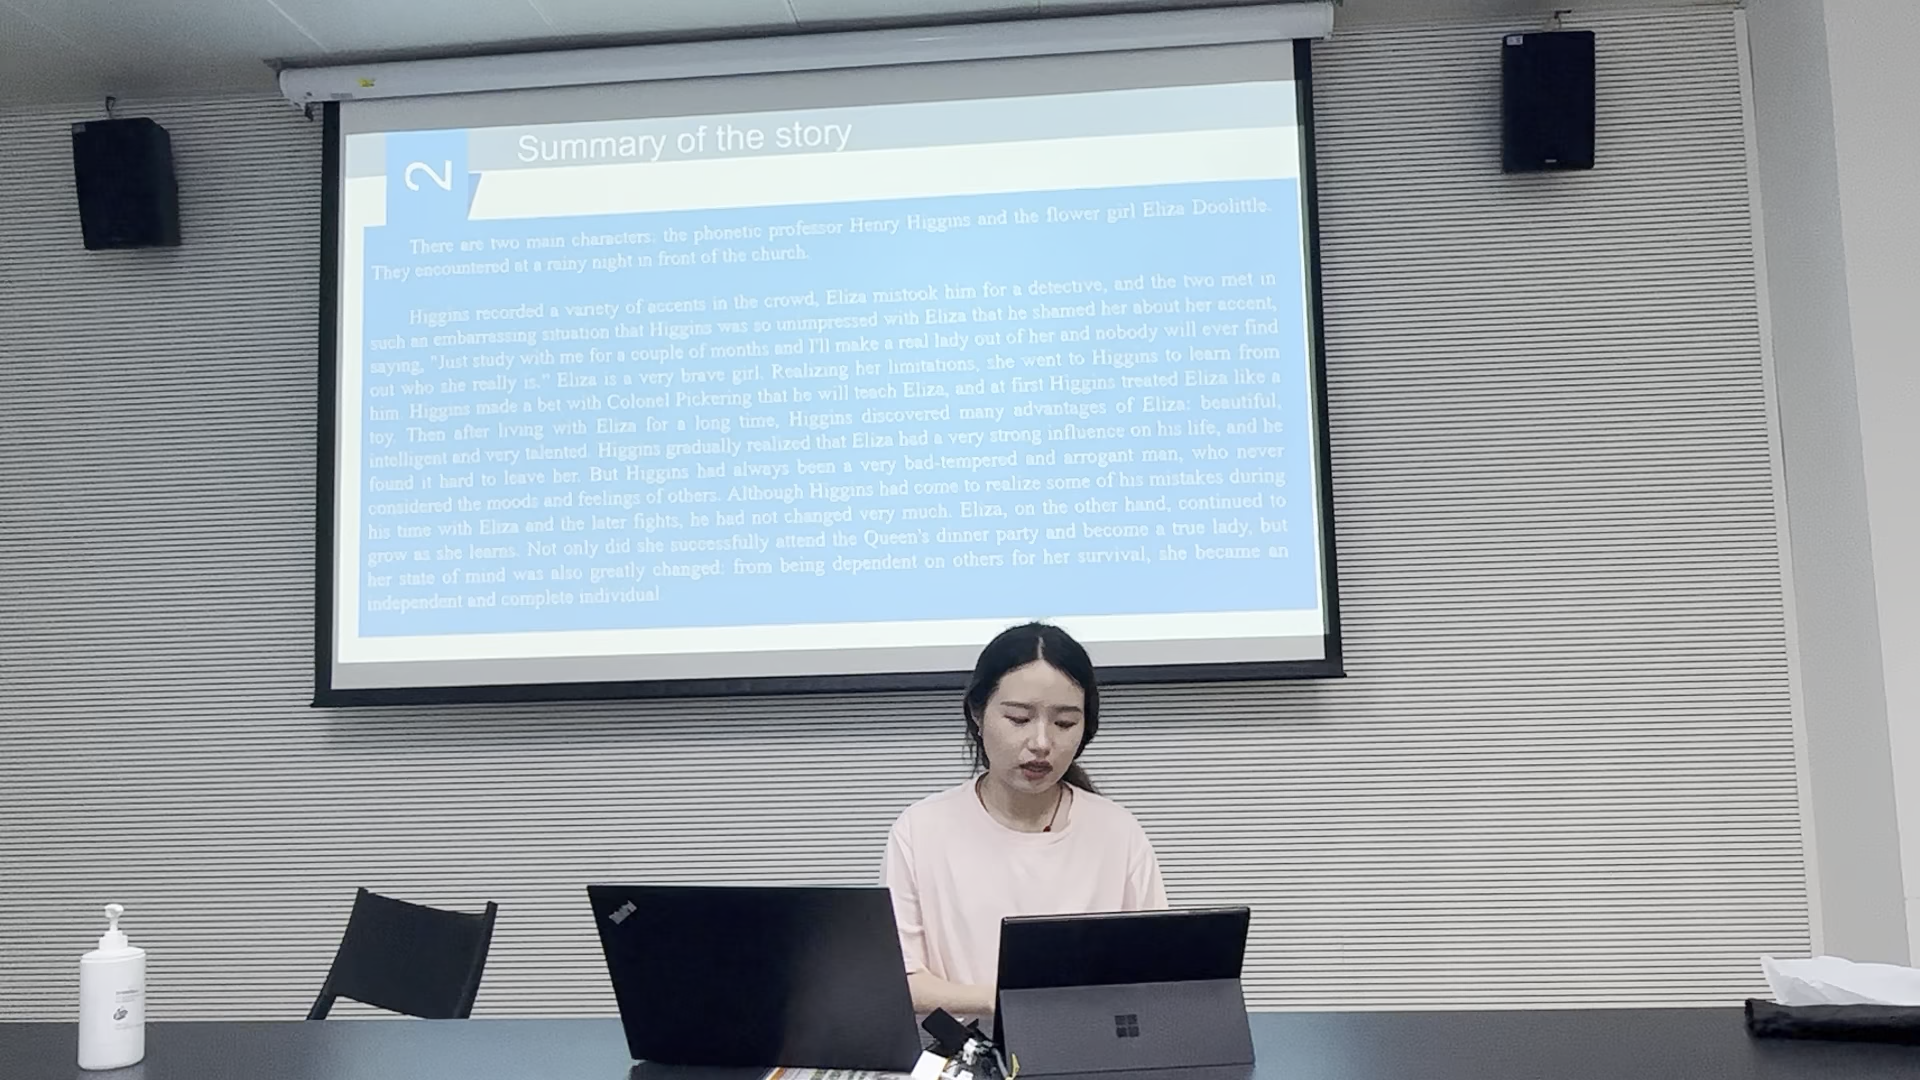 2
Summary of the story
There are two main characters: the phonetic professor Henry Higgins and the flower girl Eliza Doolittle.
They encountered at a rainy night in front of the church.
Higgins recorded a variety of accents in the crowd, Eliza mistook him for a detective, and the two met in
such an embarrassing situation that Higgins was so unimpressed with Eliza that he shamed her about her accent,
saying, "Just study with me for a couple of months and I'll make a real lady out of her and nobody will ever find
out who she really is." Eliza is a very brave girl. Realizing her limitations, she went to Higgins to learn from
him. Higgins made a bet with Colonel Pickering that he will teach Eliza, and at first Higgins treated Eliza like a
toy. Then after living with Eliza for a long time, Higgins discovered many advantages of Eliza: beautiful,
intelligent and very talented. Higgins gradually realized that Eliza had a very strong influence on his life, and he
found it hard to leave her. But Higgins had always been a very bad-tempered and arrogant man, who never
considered the moods and feelings of others. Although Higgins had come to realize some of his mistakes during
his time with Eliza and the later fights, he had not changed very much. Eliza, on the other hand, continued to
grow as she learns. Not only did she successfully attend the Queen's dinner party and become a true lady, but
her state of mind was also greatly changed: from being dependent on others for her survival, she became an
independent and complete individual
ThinkPad